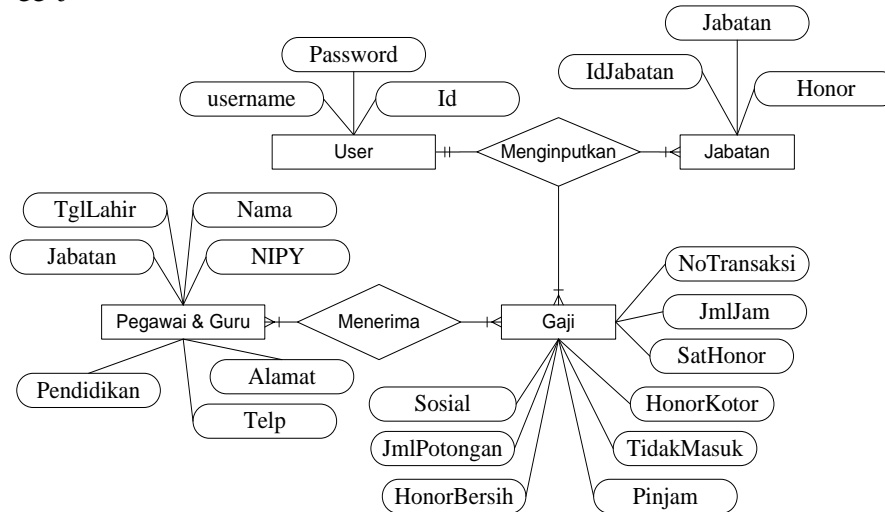 Jabatan
Password
IdJabatan
Honor
username
Id
User
Menginputkan
Jabatan
TglLahir
Nama
Jabatan
NIPY
NoTransaksi
Pegawai & Guru
Menerima
Gaji
JmlJam
SatHonor
Pendidikan
Alamat
Telp
Sosial
HonorKotor
JmlPotongan
TidakMasuk
HonorBersih
Pinjam